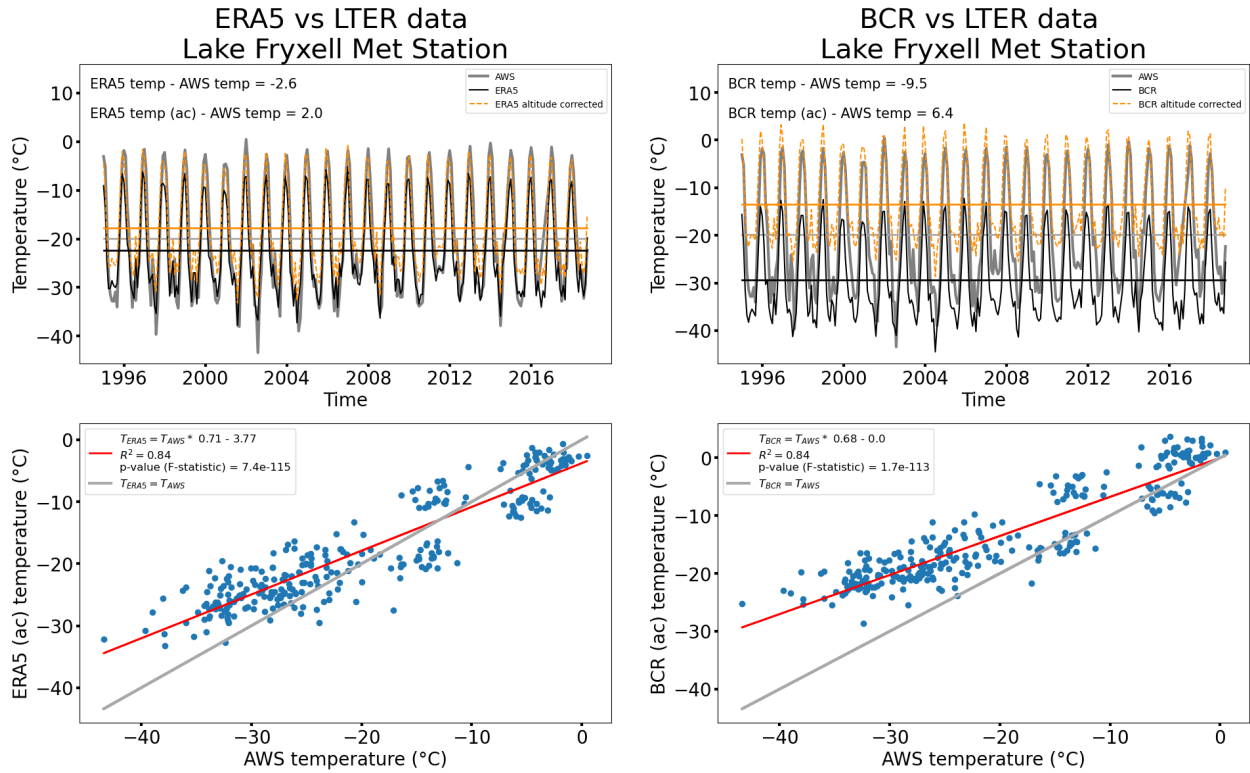 ERA5 vs LTER data
Lake Fryxell Met Station
ERA5 temp - AWS temp = -2.6
ERA5 temp (ac) - AWS temp = 2.0
AWS
ERA5
ERA5 altitude corrected
Temperature (°C)
10
0
−10
−20
−30
−40
1996
2000
2004
2008
2012
2016
Time
BCR vs LTER data
Lake Fryxell Met Station
BCR temp - AWS temp = -9.5
BCR temp (ac) - AWS temp = 6.4
AWS
BCR
BCR altitude corrected
Temperature (°C)
10
0
−10
−20
−30
−40
1996
2000
2004
2008
2012
2016
Time
T_ERA5 = T_AWS * 0.71 - 3.77
R² = 0.84
p-value (F-statistic) = 7.4e-115
T_ERA5 = T_AWS
ERA5 (ac) temperature (°C)
0
−10
−20
−30
−40
−40
−30
−20
−10
0
AWS temperature (°C)
T_BCR = T_AWS * 0.68 - 0.0
R² = 0.84
p-value (F-statistic) = 1.7e-113
T_BCR = T_AWS
BCR (ac) temperature (°C)
0
−10
−20
−30
−40
−40
−30
−20
−10
0
AWS temperature (°C)